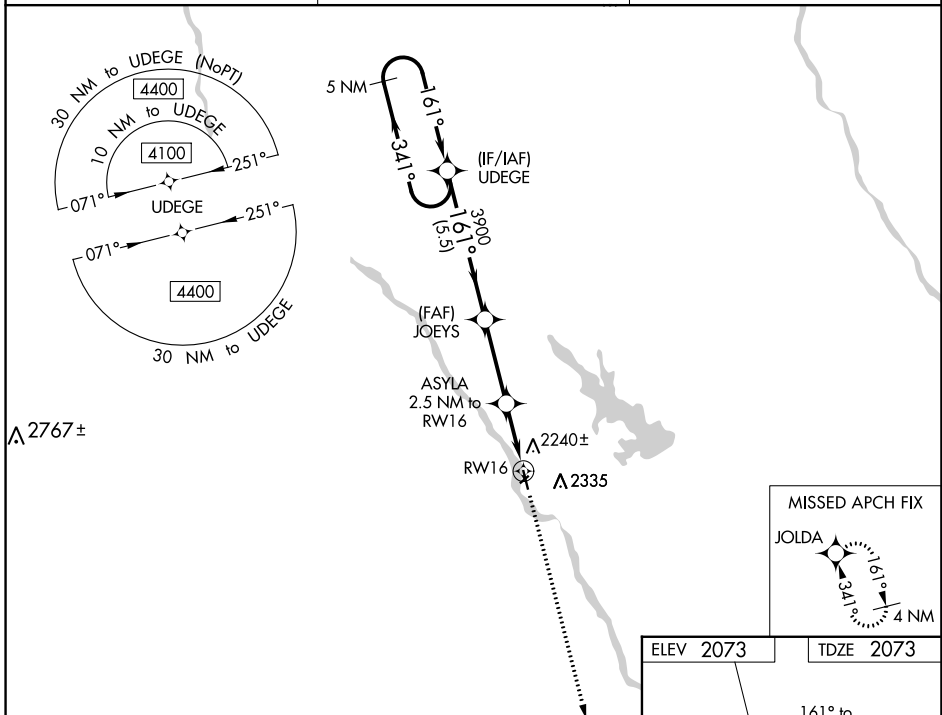 30 NM to UDEGE (NoPT)
4400
10 NM to UDEGE
4100
071°
251°
UDEGE
071°
251°
4400
30 NM to UDEGE
5 NM
161°
341°
(IF/IAF)
UDEGE
3900
161°
(5.5)
(FAF)
JOEYS
ASYLA
2.5 NM to
RW16
2767±
2240±
RW16
2335
MISSED APCH FIX
JOLDA
161°
341°
4 NM
ELEV 2073
TDZE 2073
161° to